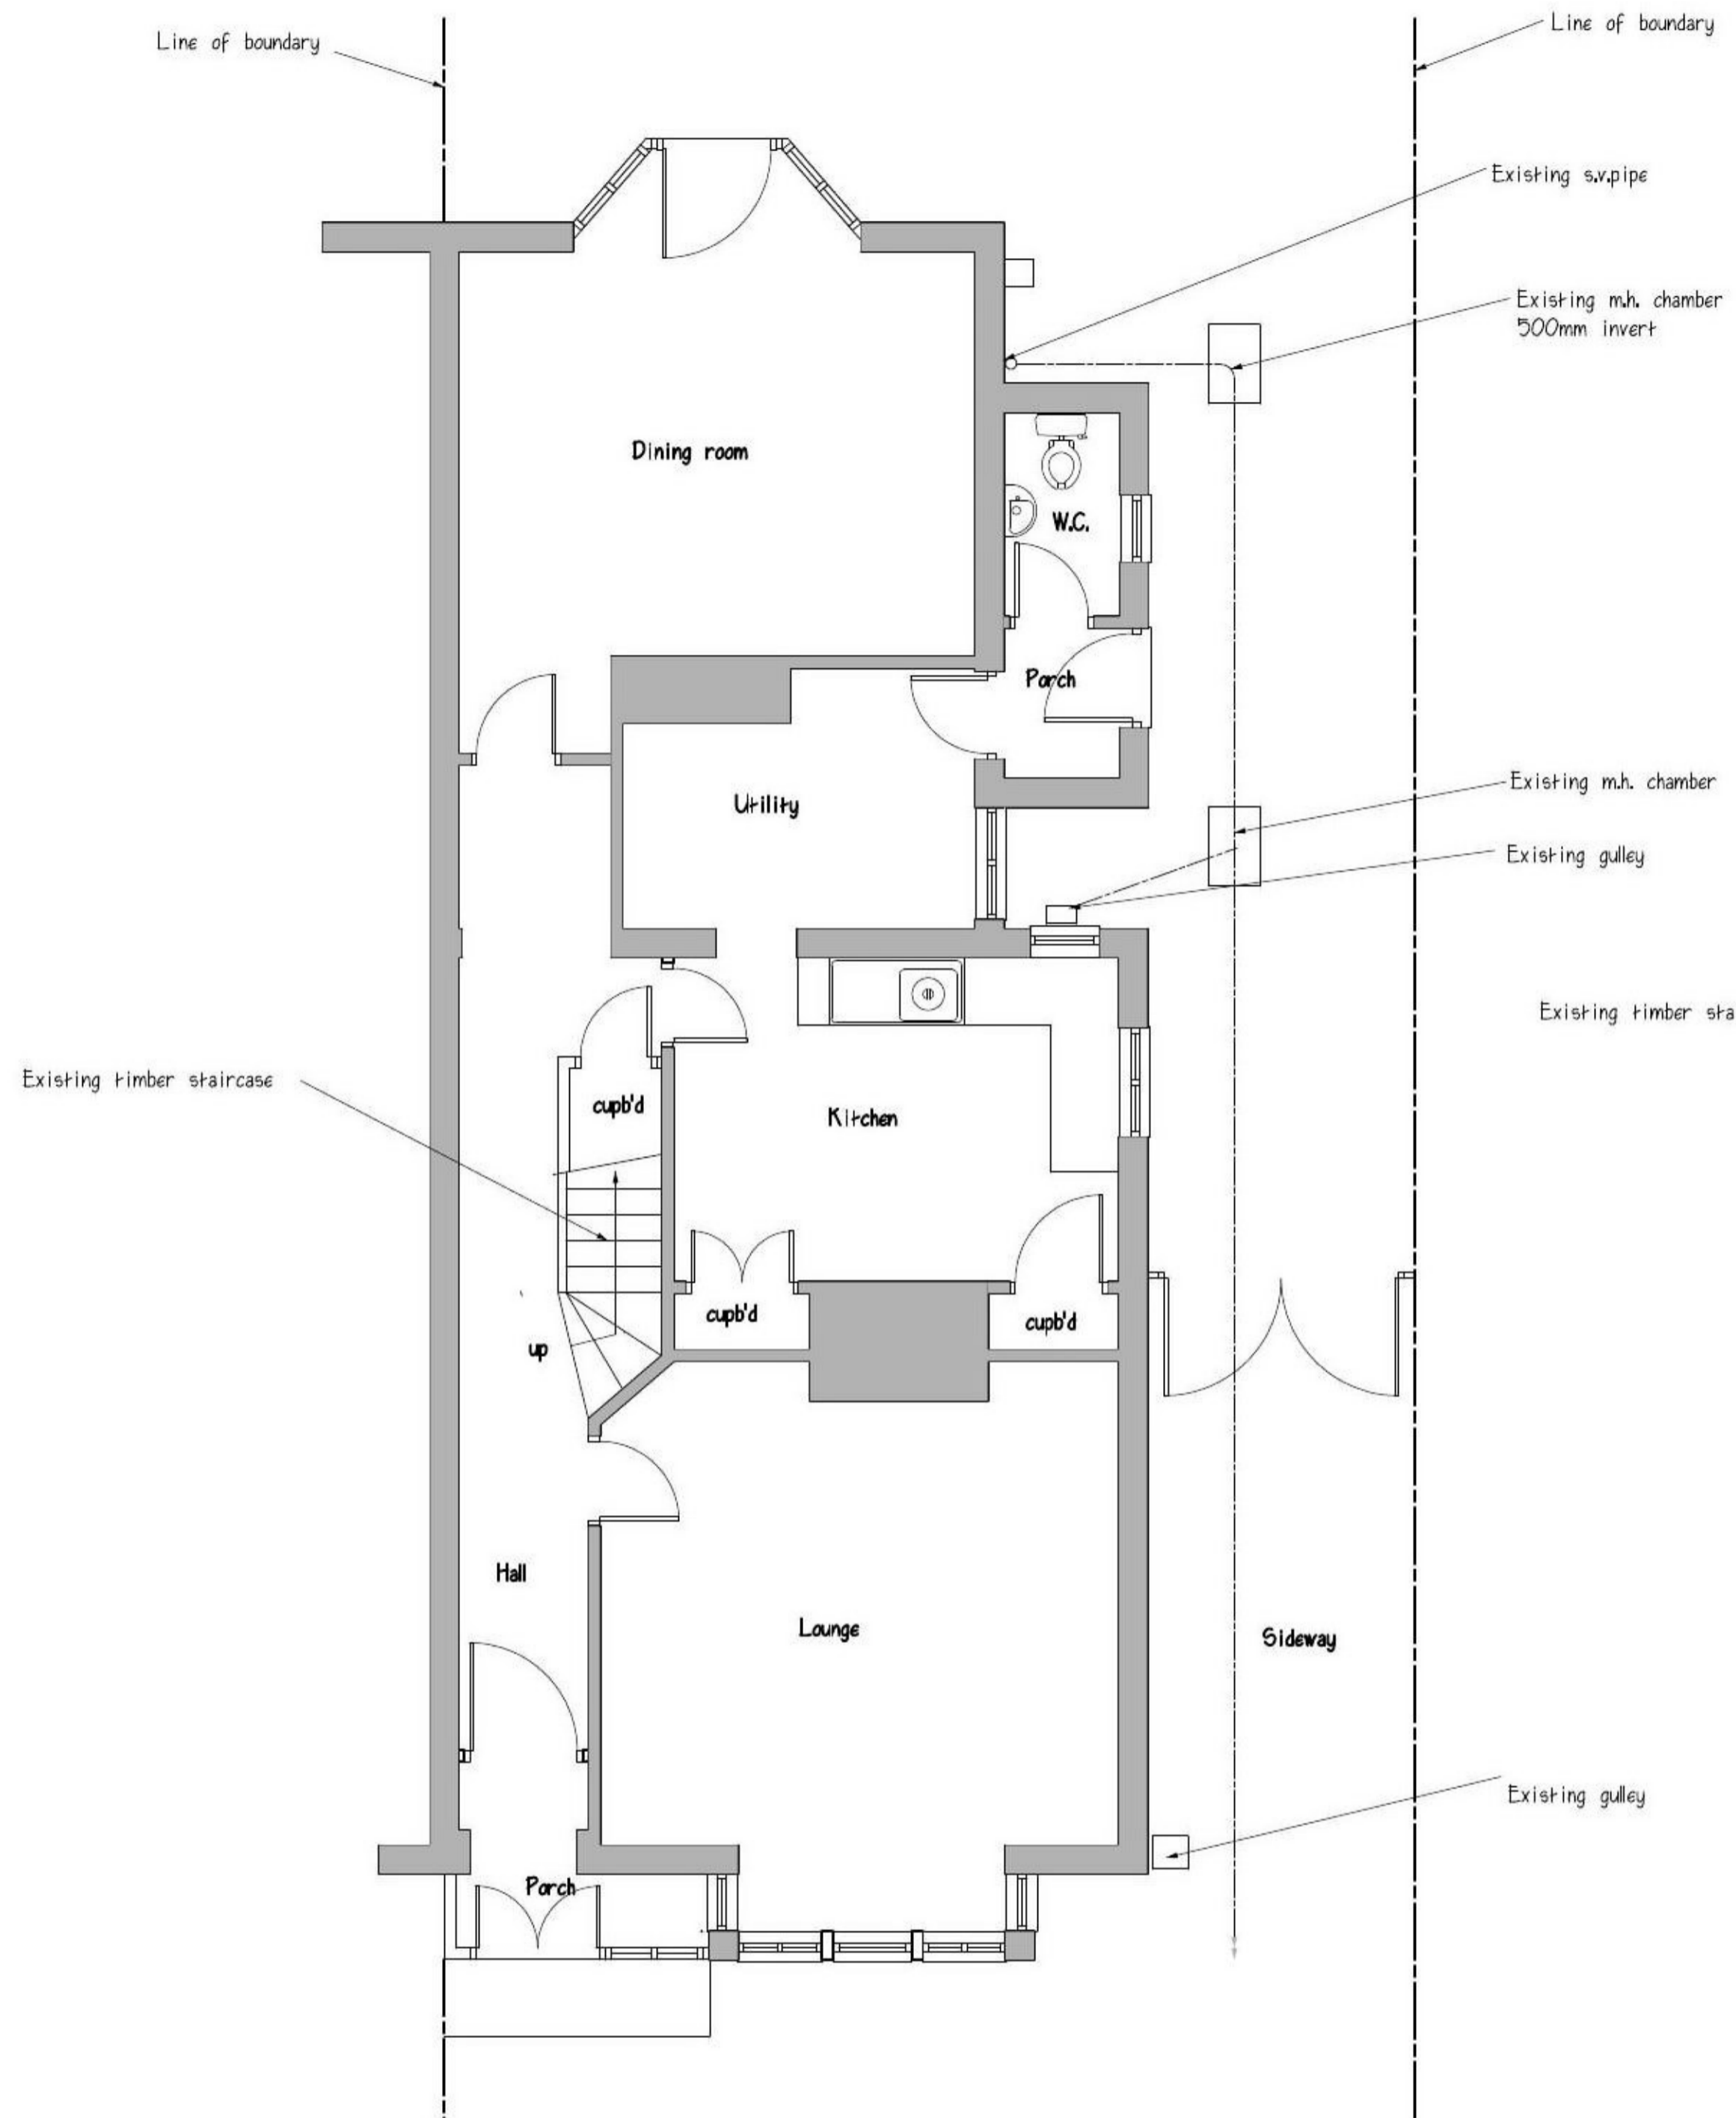 Line of boundary
Line of boundary
Existing s.v.pipe
Existing m.h. chamber
500mm invert
Dining room
W.C.
Porch
Existing m.h. chamber
Utility
Existing gulley
Existing timber sta
Existing timber staircase
cupb'd
Kitchen
cupb'd
cupb'd
up
Hall
Lounge
Sideway
Existing gulley
Porch